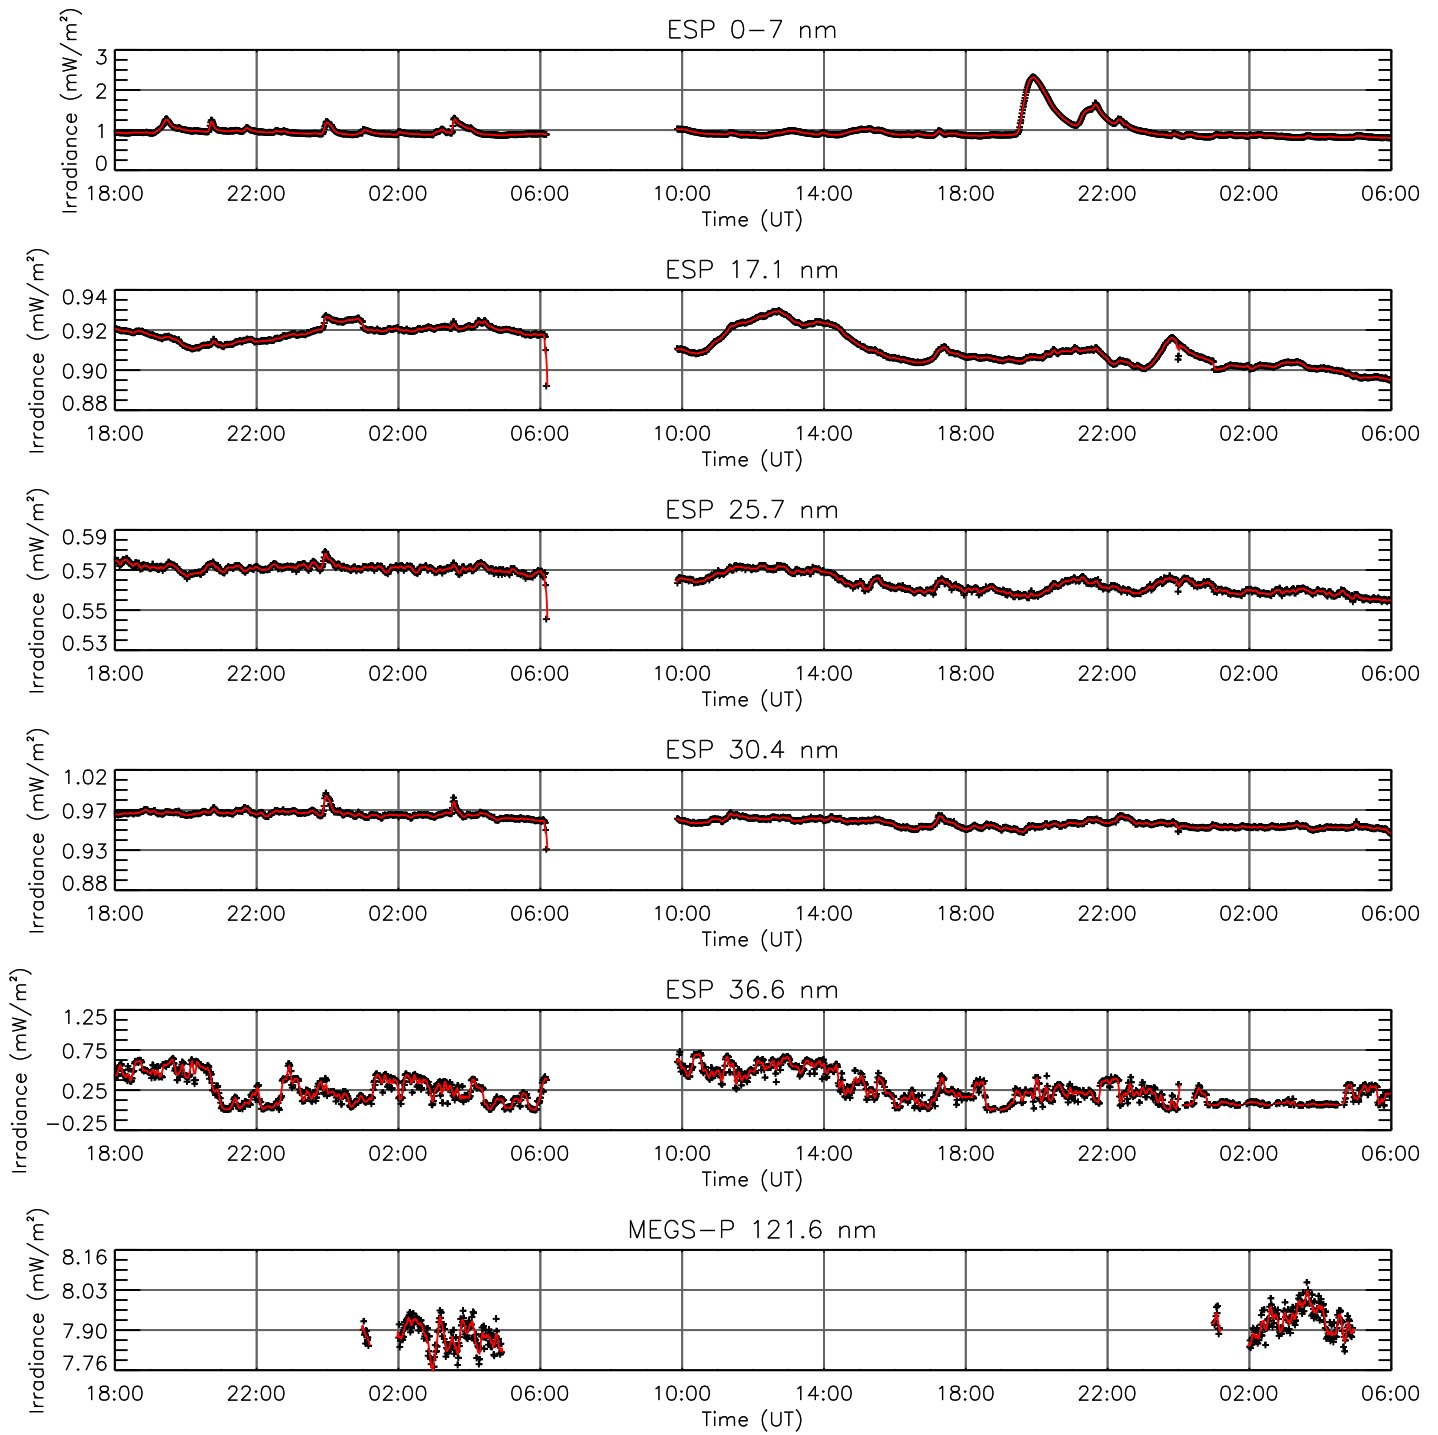 ESP 0−7 nm
Irradiance (mW/m²)
3
2
1
0
18:00 22:00 02:00 06:00 10:00 14:00 18:00 22:00 02:00 06:00
Time (UT)
ESP 17.1 nm
Irradiance (mW/m²)
0.94
0.92
0.90
0.88
18:00 22:00 02:00 06:00 10:00 14:00 18:00 22:00 02:00 06:00
Time (UT)
ESP 25.7 nm
Irradiance (mW/m²)
0.59
0.57
0.55
0.53
18:00 22:00 02:00 06:00 10:00 14:00 18:00 22:00 02:00 06:00
Time (UT)
ESP 30.4 nm
Irradiance (mW/m²)
1.02
0.97
0.93
0.88
18:00 22:00 02:00 06:00 10:00 14:00 18:00 22:00 02:00 06:00
Time (UT)
ESP 36.6 nm
Irradiance (mW/m²)
1.25
0.75
0.25
−0.25
18:00 22:00 02:00 06:00 10:00 14:00 18:00 22:00 02:00 06:00
Time (UT)
MEGS−P 121.6 nm
Irradiance (mW/m²)
8.16
8.03
7.90
7.76
18:00 22:00 02:00 06:00 10:00 14:00 18:00 22:00 02:00 06:00
Time (UT)